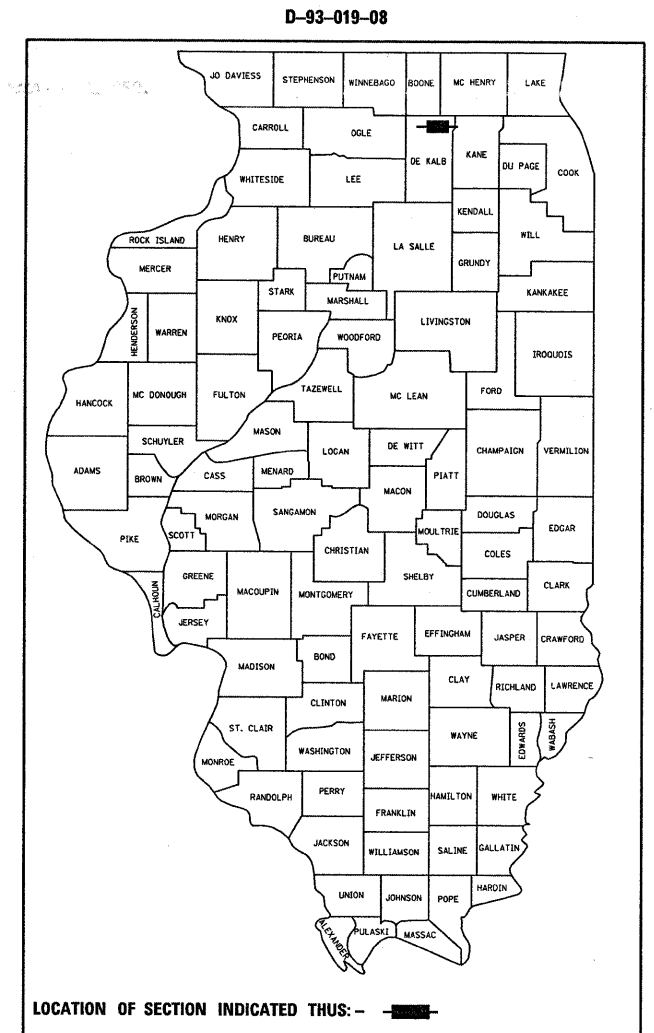 D-93-019-08
JO DAVIESS STEPHENSON WINNEBAGO BOONE MC HENRY LAKE
CARROLL OGLE DE KALB KANE DU PAGE COOK
WHITESIDE LEE
KENDALL WILL
ROCK ISLAND HENRY BUREAU LA SALLE GRUNDY
MERCER PUTNAM
STARK MARSHALL KANKAKEE
HENDERSON WARREN KNOX PEORIA WOODFORD LIVINGSTON IROQUOIS
HANCOCK MC DONOUGH FULTON TAZEWELL MC LEAN FORD
SCHUYLER MASON LOGAN DE WITT CHAMPAIGN VERMILION
ADAMS BROWN CASS MENARD PIATT
MACON
PIKE SCOTT MORGAN SANGAMON CHRISTIAN MOULTRIE DOUGLAS EDGAR
COLES
CALHOUN GREENE MACOUPIN MONTGOMERY SHELBY CUMBERLAND CLARK
JERSEY FAYETTE EFFINGHAM JASPER CRAWFORD
MADISON BOND
CLAY RICHLAND LAWRENCE
CLINTON MARION
ST. CLAIR WAYNE EDWARDS WABASH
MONROE WASHINGTON JEFFERSON
RANDOLPH PERRY HAMILTON WHITE
FRANKLIN
JACKSON WILLIAMSON SALINE GALLATIN
UNION JOHNSON POPE HARDIN
ALEXANDER PULASKI MASSAC
LOCATION OF SECTION INDICATED THUS: -